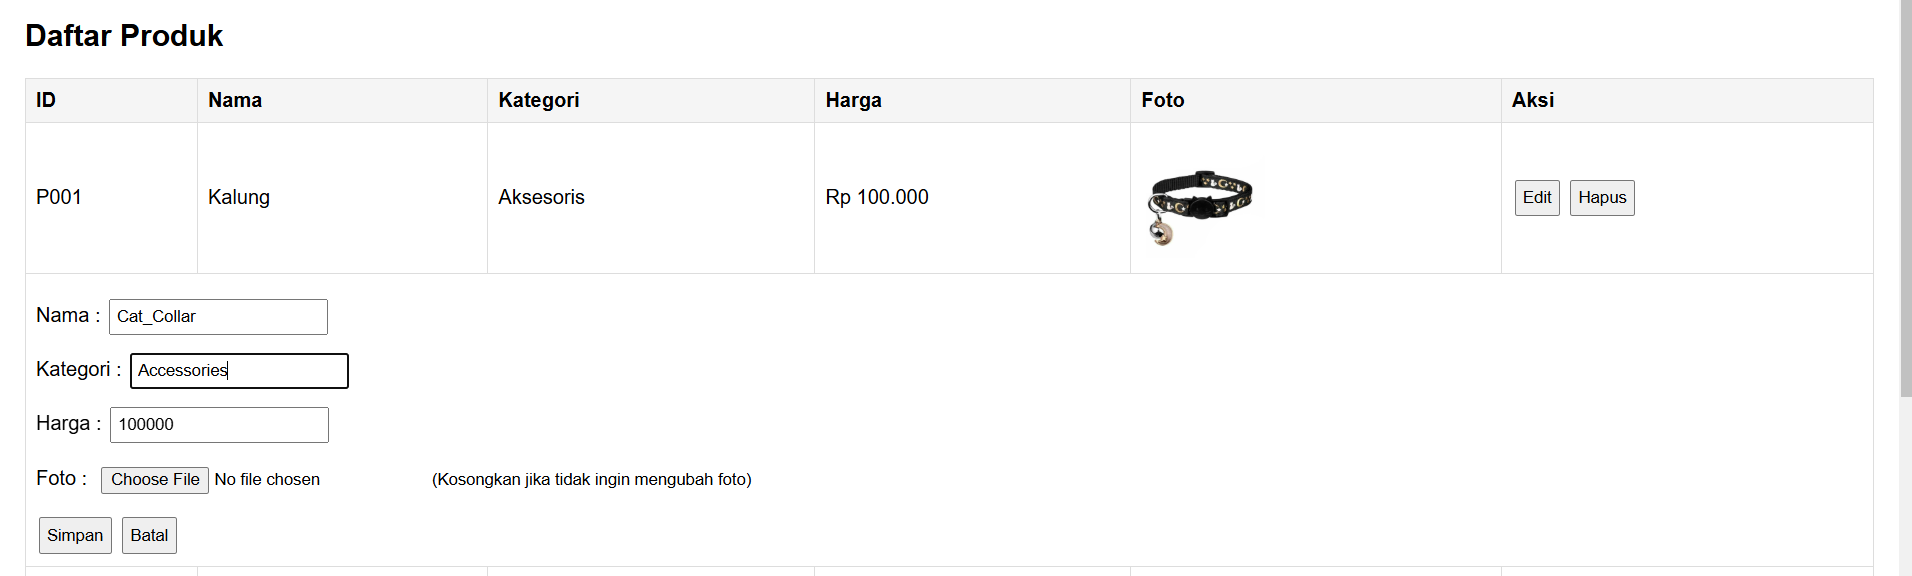 Daftar Produk
ID Nama Kategori Harga Foto Aksi
P001 Kalung Aksesoris Rp 100.000 Edit Hapus
Nama : Cat_Collar
Kategori : Accessories
Harga : 100000
Foto : Choose File No file chosen (Kosongkan jika tidak ingin mengubah foto)
Simpan Batal